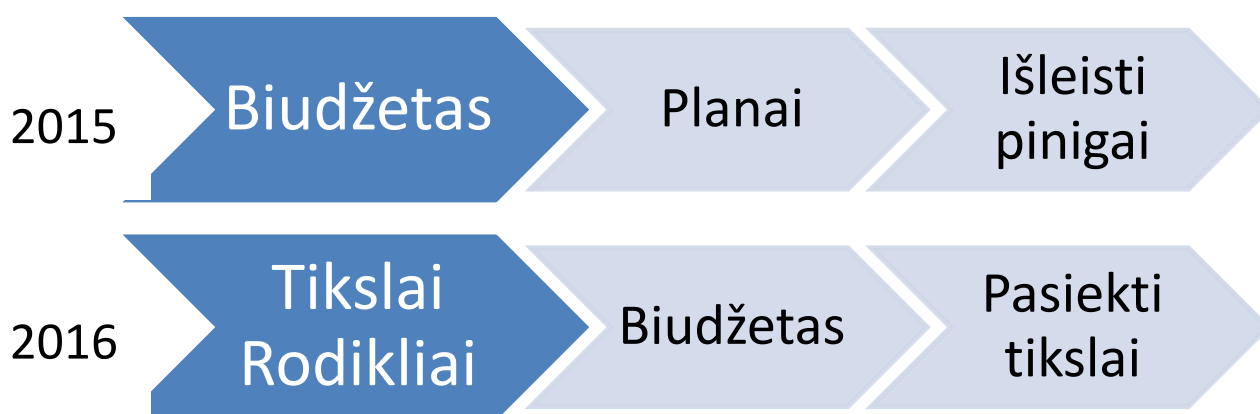 2015
Biudžetas
Planai
Išleisti
pinigai
2016
Tikslai
Rodikliai
Biudžetas
Pasiekti
tikslai